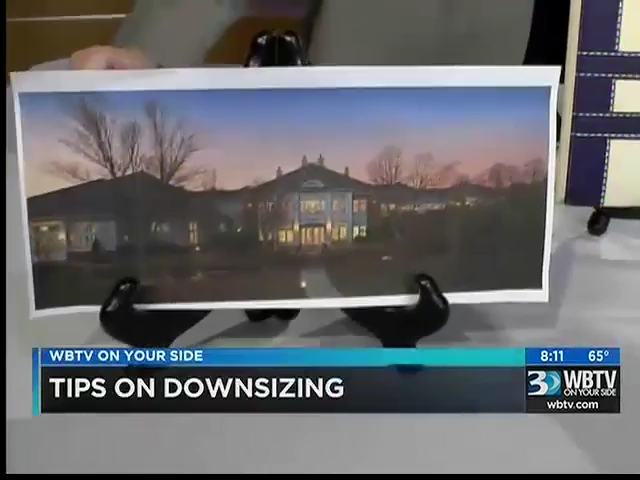 WBTV ON YOUR SIDE
8:11 65°
TIPS ON DOWNSIZING
3 WBTV
ON YOUR SIDE
wbtv.com